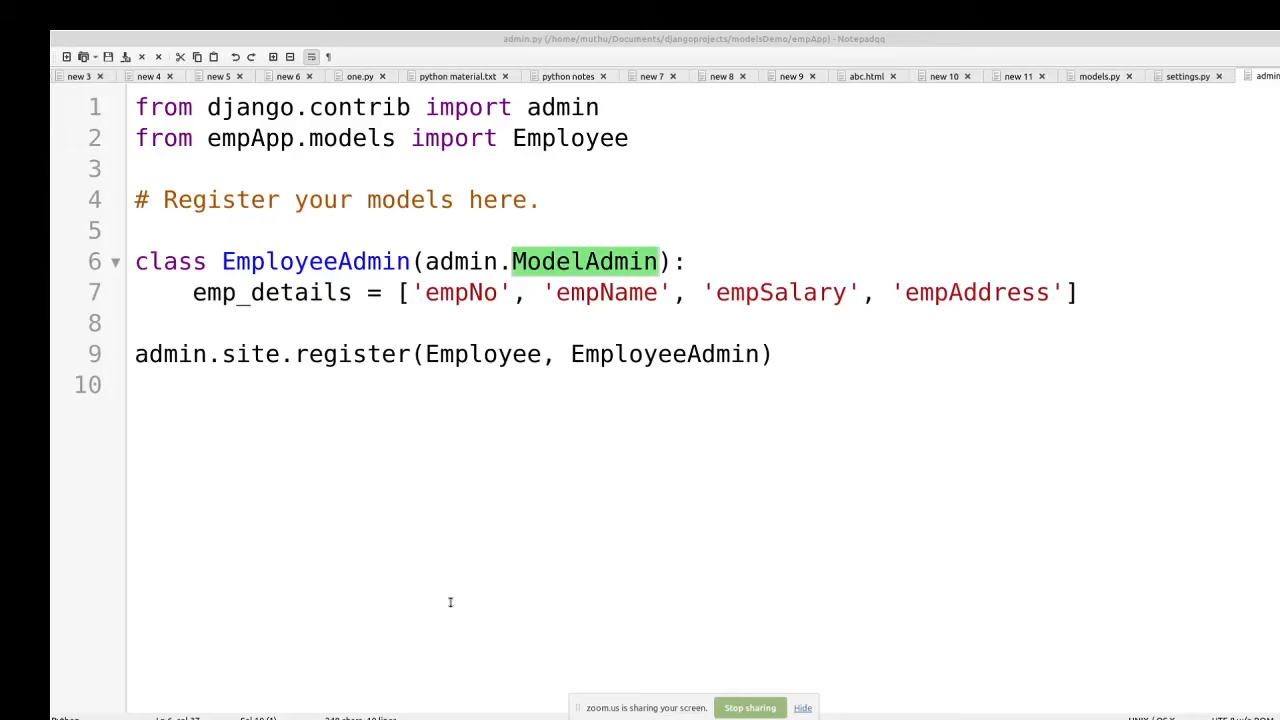 admin.py (/home/muthu/Documents/djangoprojects/modelsDemo/empApp) - Notepadqq
new 3 new 4 new 5 new 6 one.py python material.txt python notes new 7 new 8 new 9 abc.html new 10 new 11 models.py settings.py admin
1 from django.contrib import admin
2 from empApp.models import Employee
3
4 # Register your models here.
5
6 class EmployeeAdmin(admin.ModelAdmin):
7     emp_details = ['empNo', 'empName', 'empSalary', 'empAddress']
8
9 admin.site.register(Employee, EmployeeAdmin)
10
zoom.us is sharing your screen. Stop sharing Hide